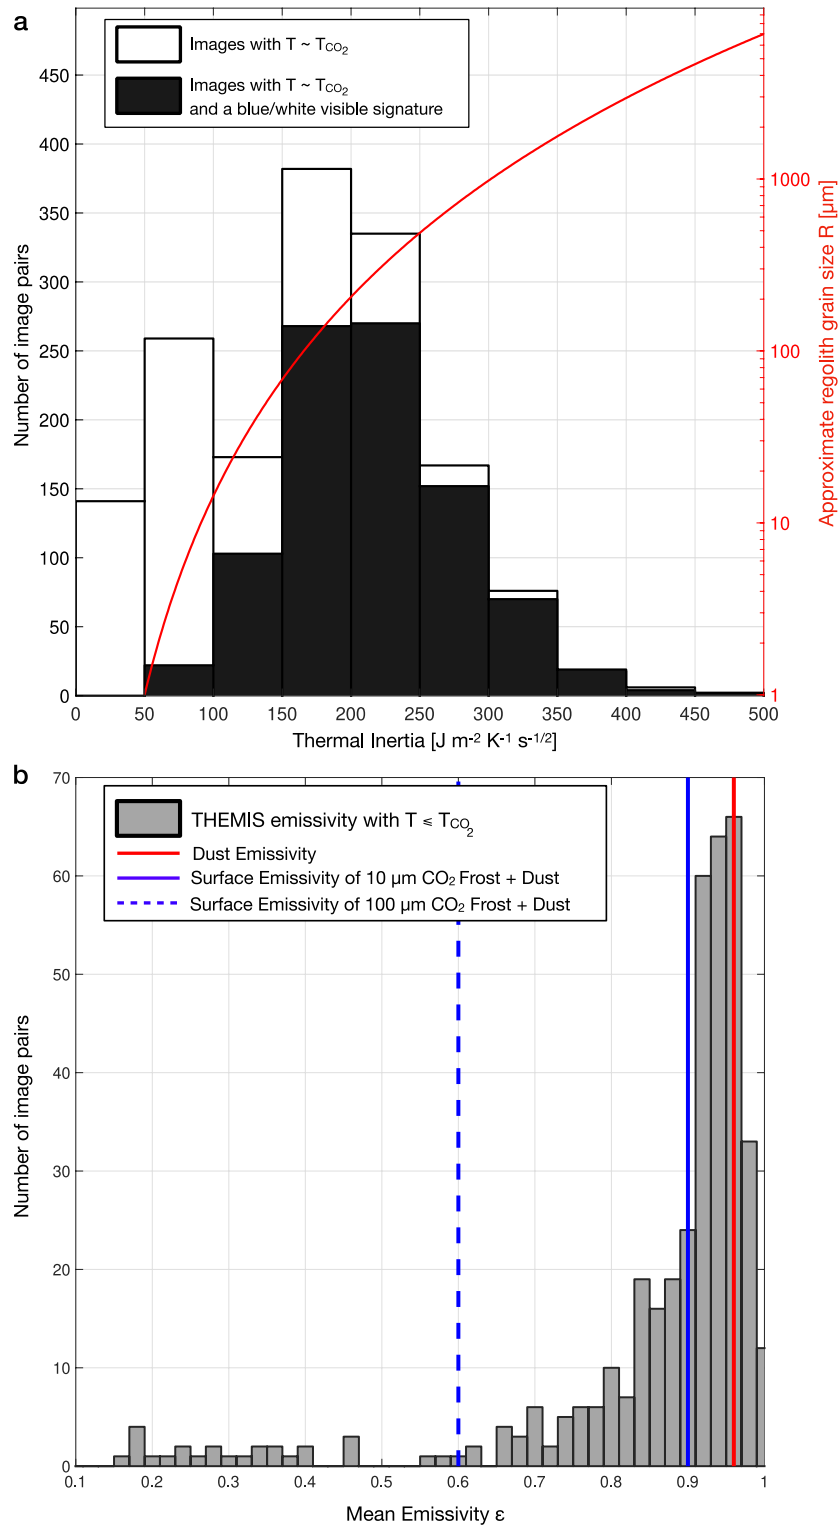 a
Images with T ~ TCO2
Images with T ~ TCO2
and a blue/white visible signature
Number of image pairs
450
400
350
300
250
200
150
100
50
0
0 50 100 150 200 250 300 350 400 450 500
Thermal Inertia [J m-2 K-1 s-1/2]
1000
100
10
1
Approximate regolith grain size R [µm]
b
THEMIS emissivity with T ⩽ TCO2
Dust Emissivity
Surface Emissivity of 10 µm CO2 Frost + Dust
Surface Emissivity of 100 µm CO2 Frost + Dust
Number of image pairs
70
60
50
40
30
20
10
0
0.1 0.2 0.3 0.4 0.5 0.6 0.7 0.8 0.9 1
Mean Emissivity ε